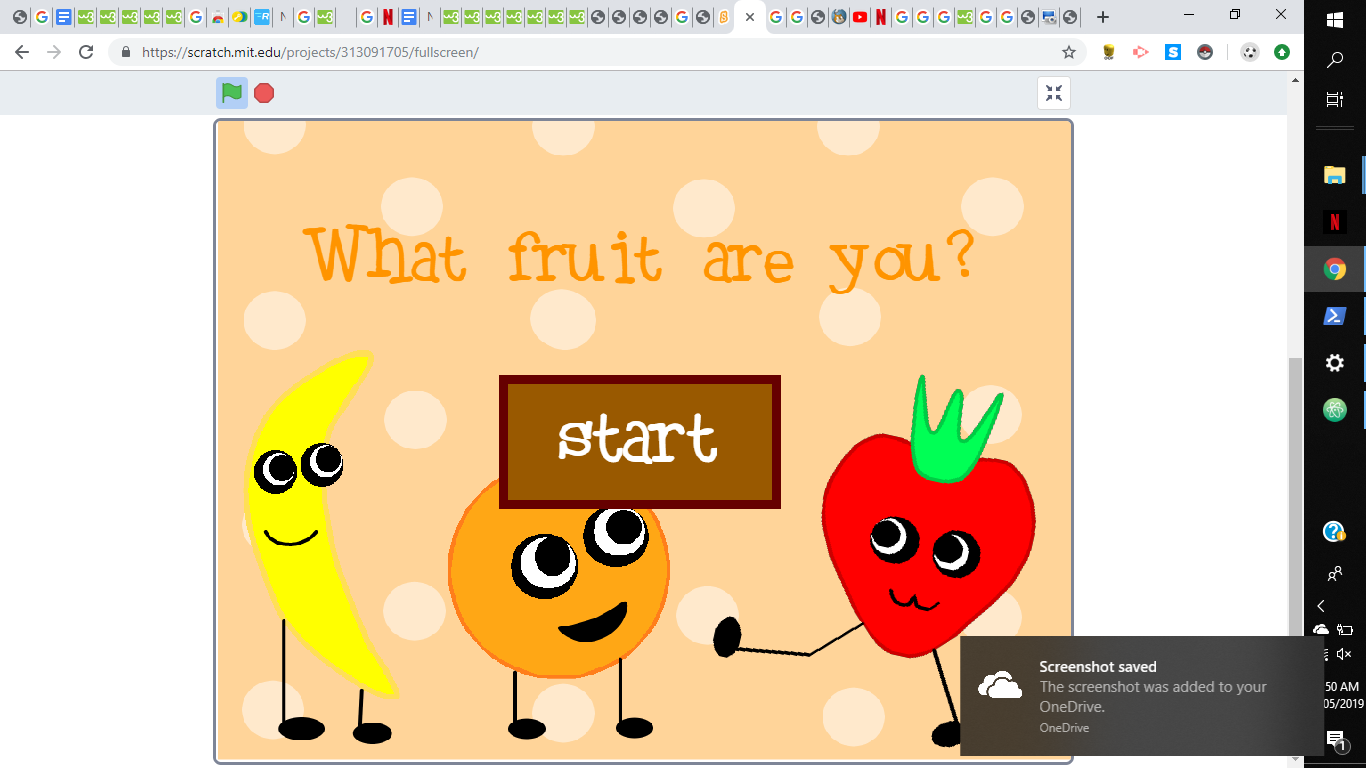 https://scratch.mit.edu/projects/313091705/fullscreen/
What fruit are you?
start
Screenshot saved
The screenshot was added to your
OneDrive.
OneDrive
:50 AM
05/2019
1